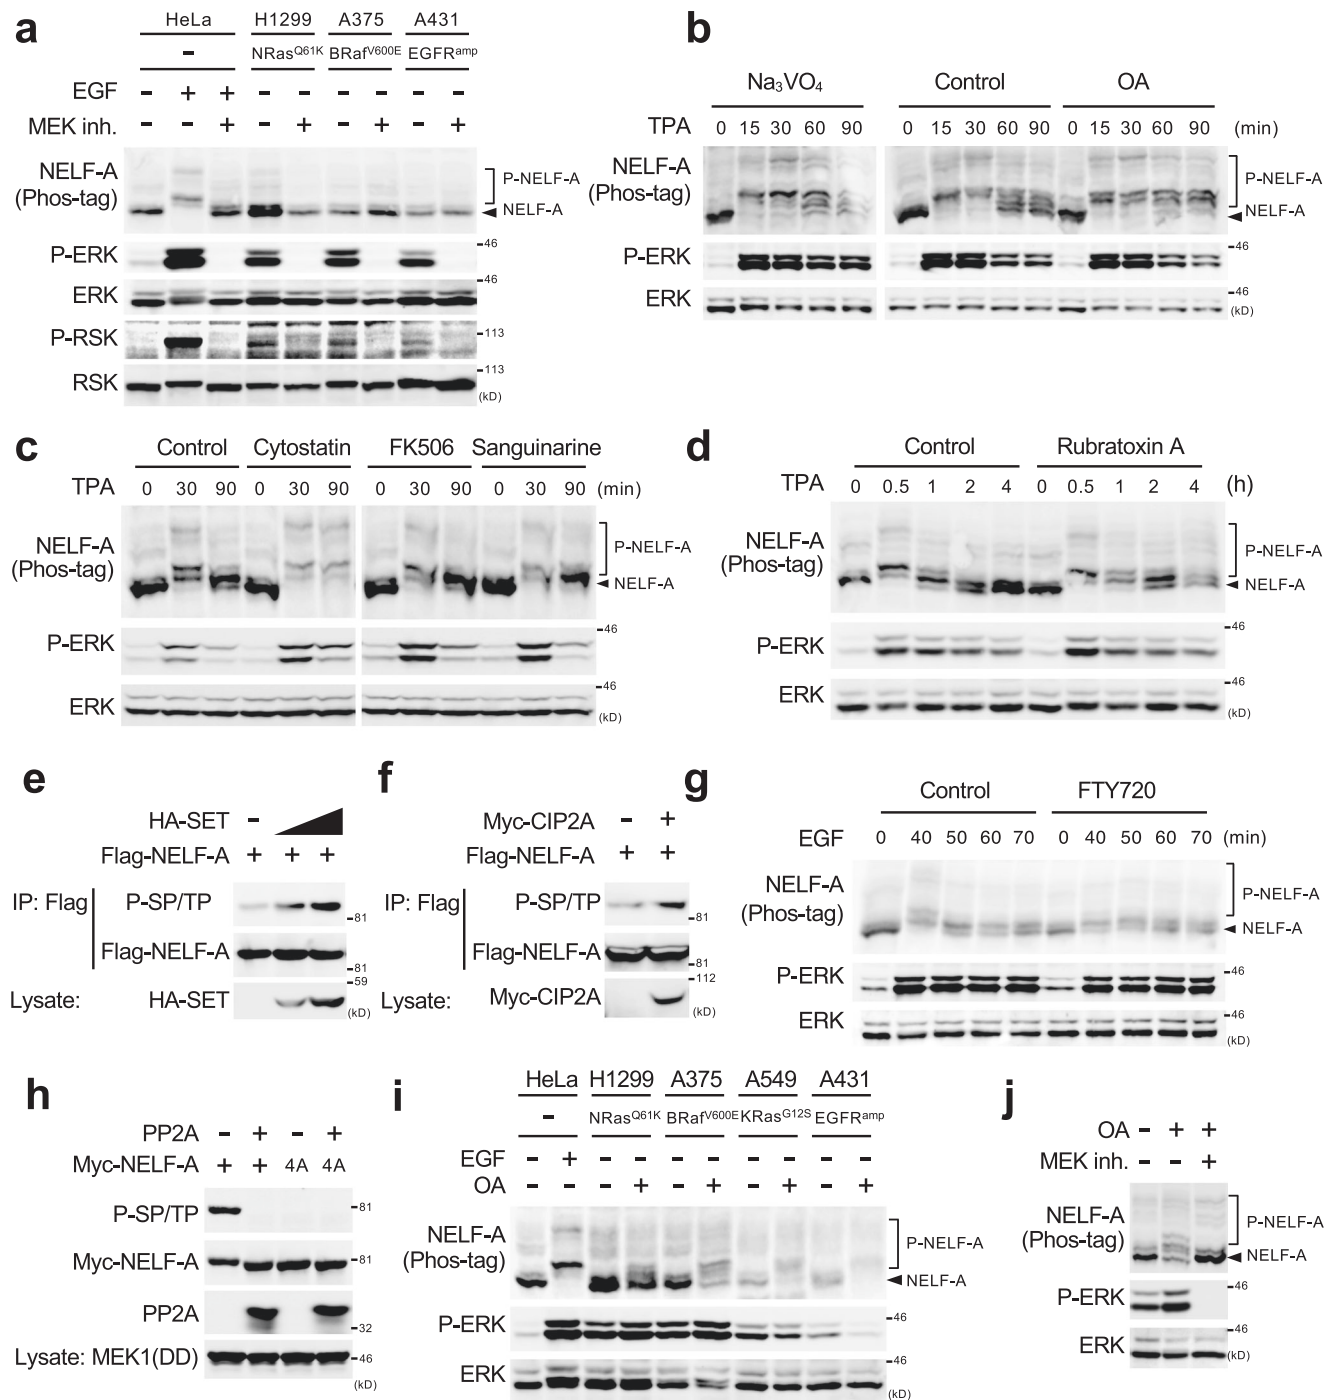 a
HeLa H1299 A375 A431
– NRasQ61K BRafV600E EGFRamp
EGF – + + – – – – – –
MEK inh. – – + – + – + – +
NELF-A
(Phos-tag)
P-NELF-A
NELF-A
P-ERK
46
ERK
46
P-RSK
113
RSK
113
(kD)
b
Na3VO4 Control OA
TPA 0 15 30 60 90 0 15 30 60 90 0 15 30 60 90 (min)
NELF-A
(Phos-tag)
P-NELF-A
NELF-A
P-ERK
46
ERK
46
(kD)
c
Control Cytostatin FK506 Sanguinarine
TPA 0 30 90 0 30 90 0 30 90 0 30 90 (min)
NELF-A
(Phos-tag)
P-NELF-A
NELF-A
P-ERK
46
ERK
46
(kD)
d
Control Rubratoxin A
TPA 0 0.5 1 2 4 0 0.5 1 2 4 (h)
NELF-A
(Phos-tag)
P-NELF-A
NELF-A
P-ERK
46
ERK
46
(kD)
e
HA-SET –
Flag-NELF-A + + +
IP: Flag P-SP/TP
81
Flag-NELF-A
81
59
Lysate: HA-SET
(kD)
f
Myc-CIP2A – +
Flag-NELF-A + +
IP: Flag P-SP/TP
81
Flag-NELF-A
81
112
Lysate: Myc-CIP2A
(kD)
g
Control FTY720
EGF 0 40 50 60 70 0 40 50 60 70 (min)
NELF-A
(Phos-tag)
P-NELF-A
NELF-A
P-ERK
46
ERK
46
(kD)
h
PP2A – + – +
Myc-NELF-A + + 4A 4A
P-SP/TP
81
Myc-NELF-A
81
PP2A
32
Lysate: MEK1(DD)
46
(kD)
i
HeLa H1299 A375 A549 A431
– NRasQ61K BRafV600E KRasG12S EGFRamp
EGF – + – – – – – – – –
OA – – – + – + – + – +
NELF-A
(Phos-tag)
P-NELF-A
NELF-A
P-ERK
46
ERK
46
(kD)
j
OA – + +
MEK inh. – – +
NELF-A
(Phos-tag)
P-NELF-A
NELF-A
P-ERK
46
ERK
46
(kD)